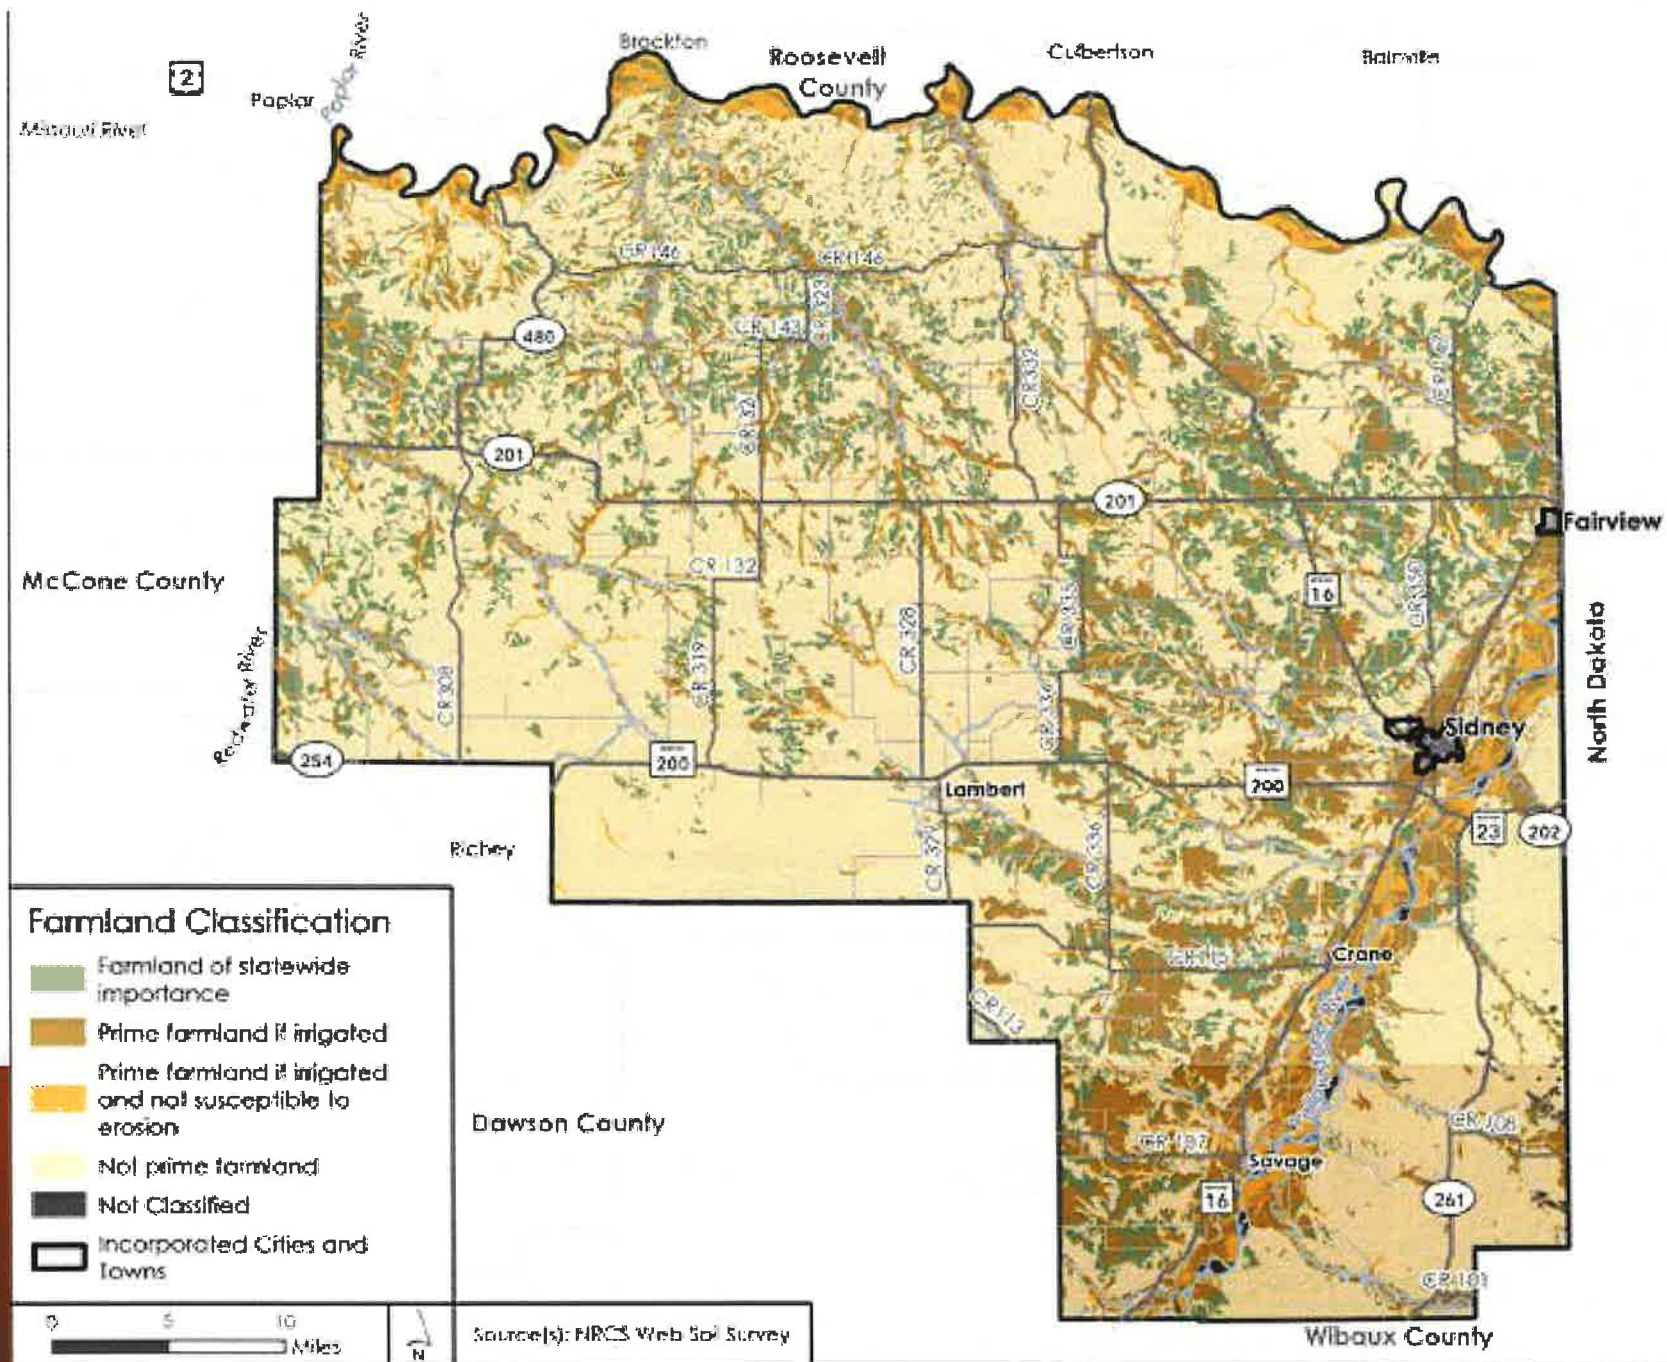 Brockton
Roosevelt
County
Culbertson
Bainville
2
Poplar
Poplar River
Missouri River
CR 146
CR 146
CR 323
CR 143
480
CR 321
CR 332
201
201
Fairview
McCone County
CR 132
16
CR 328
CR 319
CR 308
Redwater River
North Dakota
Sidney
254
200
200
Lambert
23
202
Richey
CR 336
Farmland Classification
Farmland of statewide
importance
Prime farmland if irrigated
Prime farmland if irrigated
and not susceptible to
erosion
Not prime farmland
Not Classified
Incorporated Cities and
Towns
Crane
CR 113
Dawson County
CR 107
CR 108
Savage
16
261
CR 101
0 5 10
Miles
N
Source(s): NRCS Web Soil Survey
Wibaux County